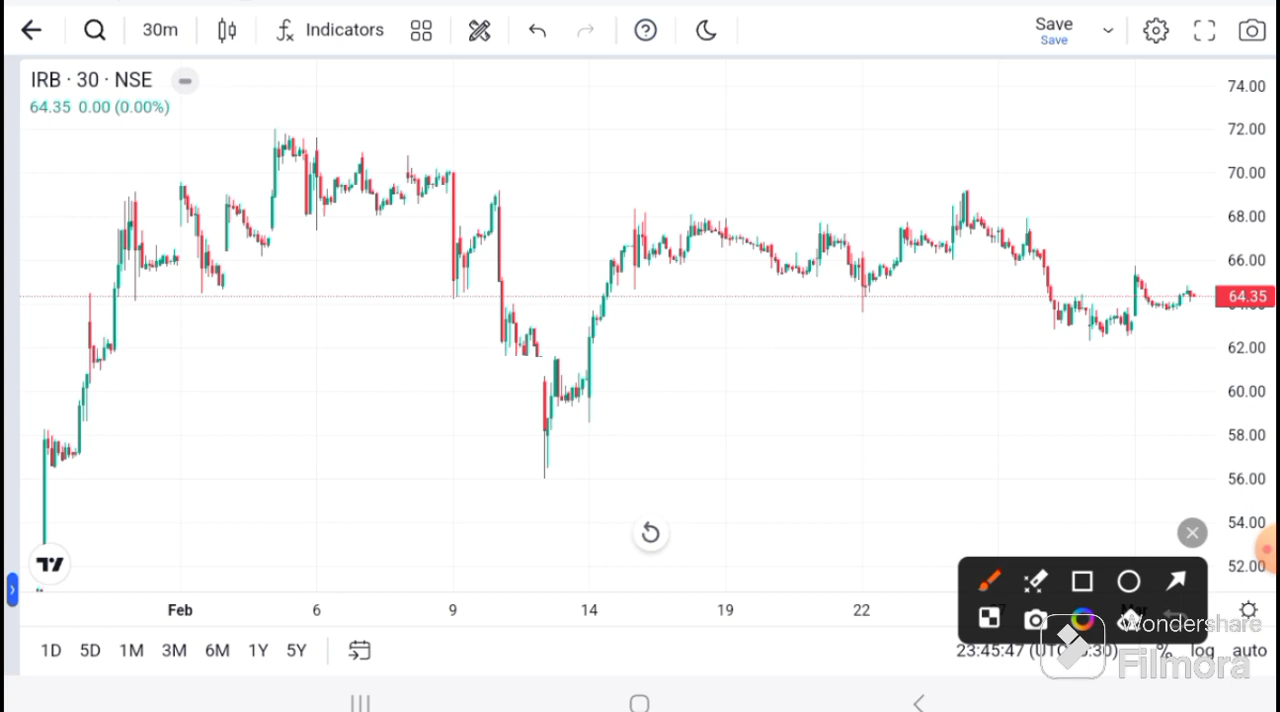 30m Indicators Save
Save
IRB · 30 · NSE
64.35 0.00 (0.00%)
74.00
72.00
70.00
68.00
66.00
64.35
62.00
60.00
58.00
56.00
54.00
52.00
Feb 6 9 14 19 22 Mar
Wondershare
Filmora
1D 5D 1M 3M 6M 1Y 5Y 23:45:47 (UTC % log auto